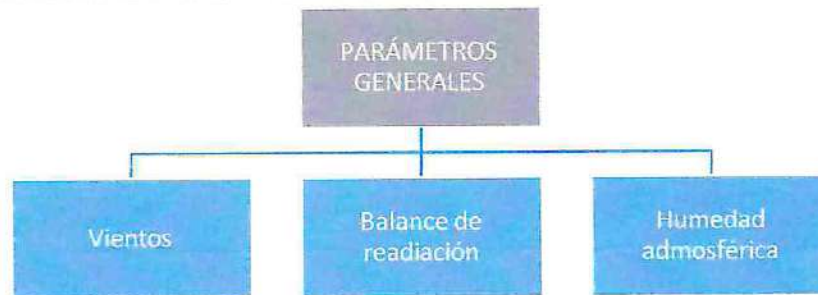 PARÁMETROS
GENERALES
Vientos
Balance de
readiación
Humedad
admosférica